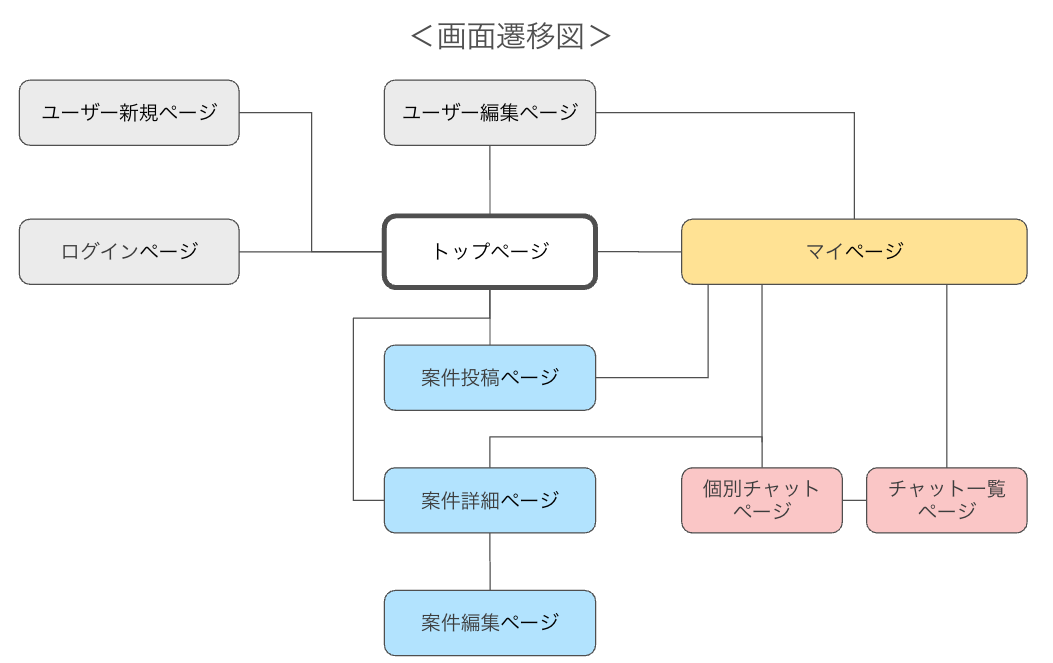 ＜画面遷移図＞
ユーザー新規ページ
ユーザー編集ページ
ログインページ
トップページ
マイページ
案件投稿ページ
案件詳細ページ
個別チャット
ページ
チャット一覧
ページ
案件編集ページ